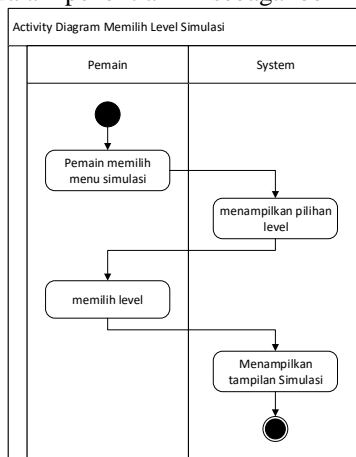 Activity Diagram Memilih Level Simulasi
Pemain
System
Pemain memilih
menu simulasi
menampilkan pilihan
level
memilih level
Menampilkan
tampilan Simulasi